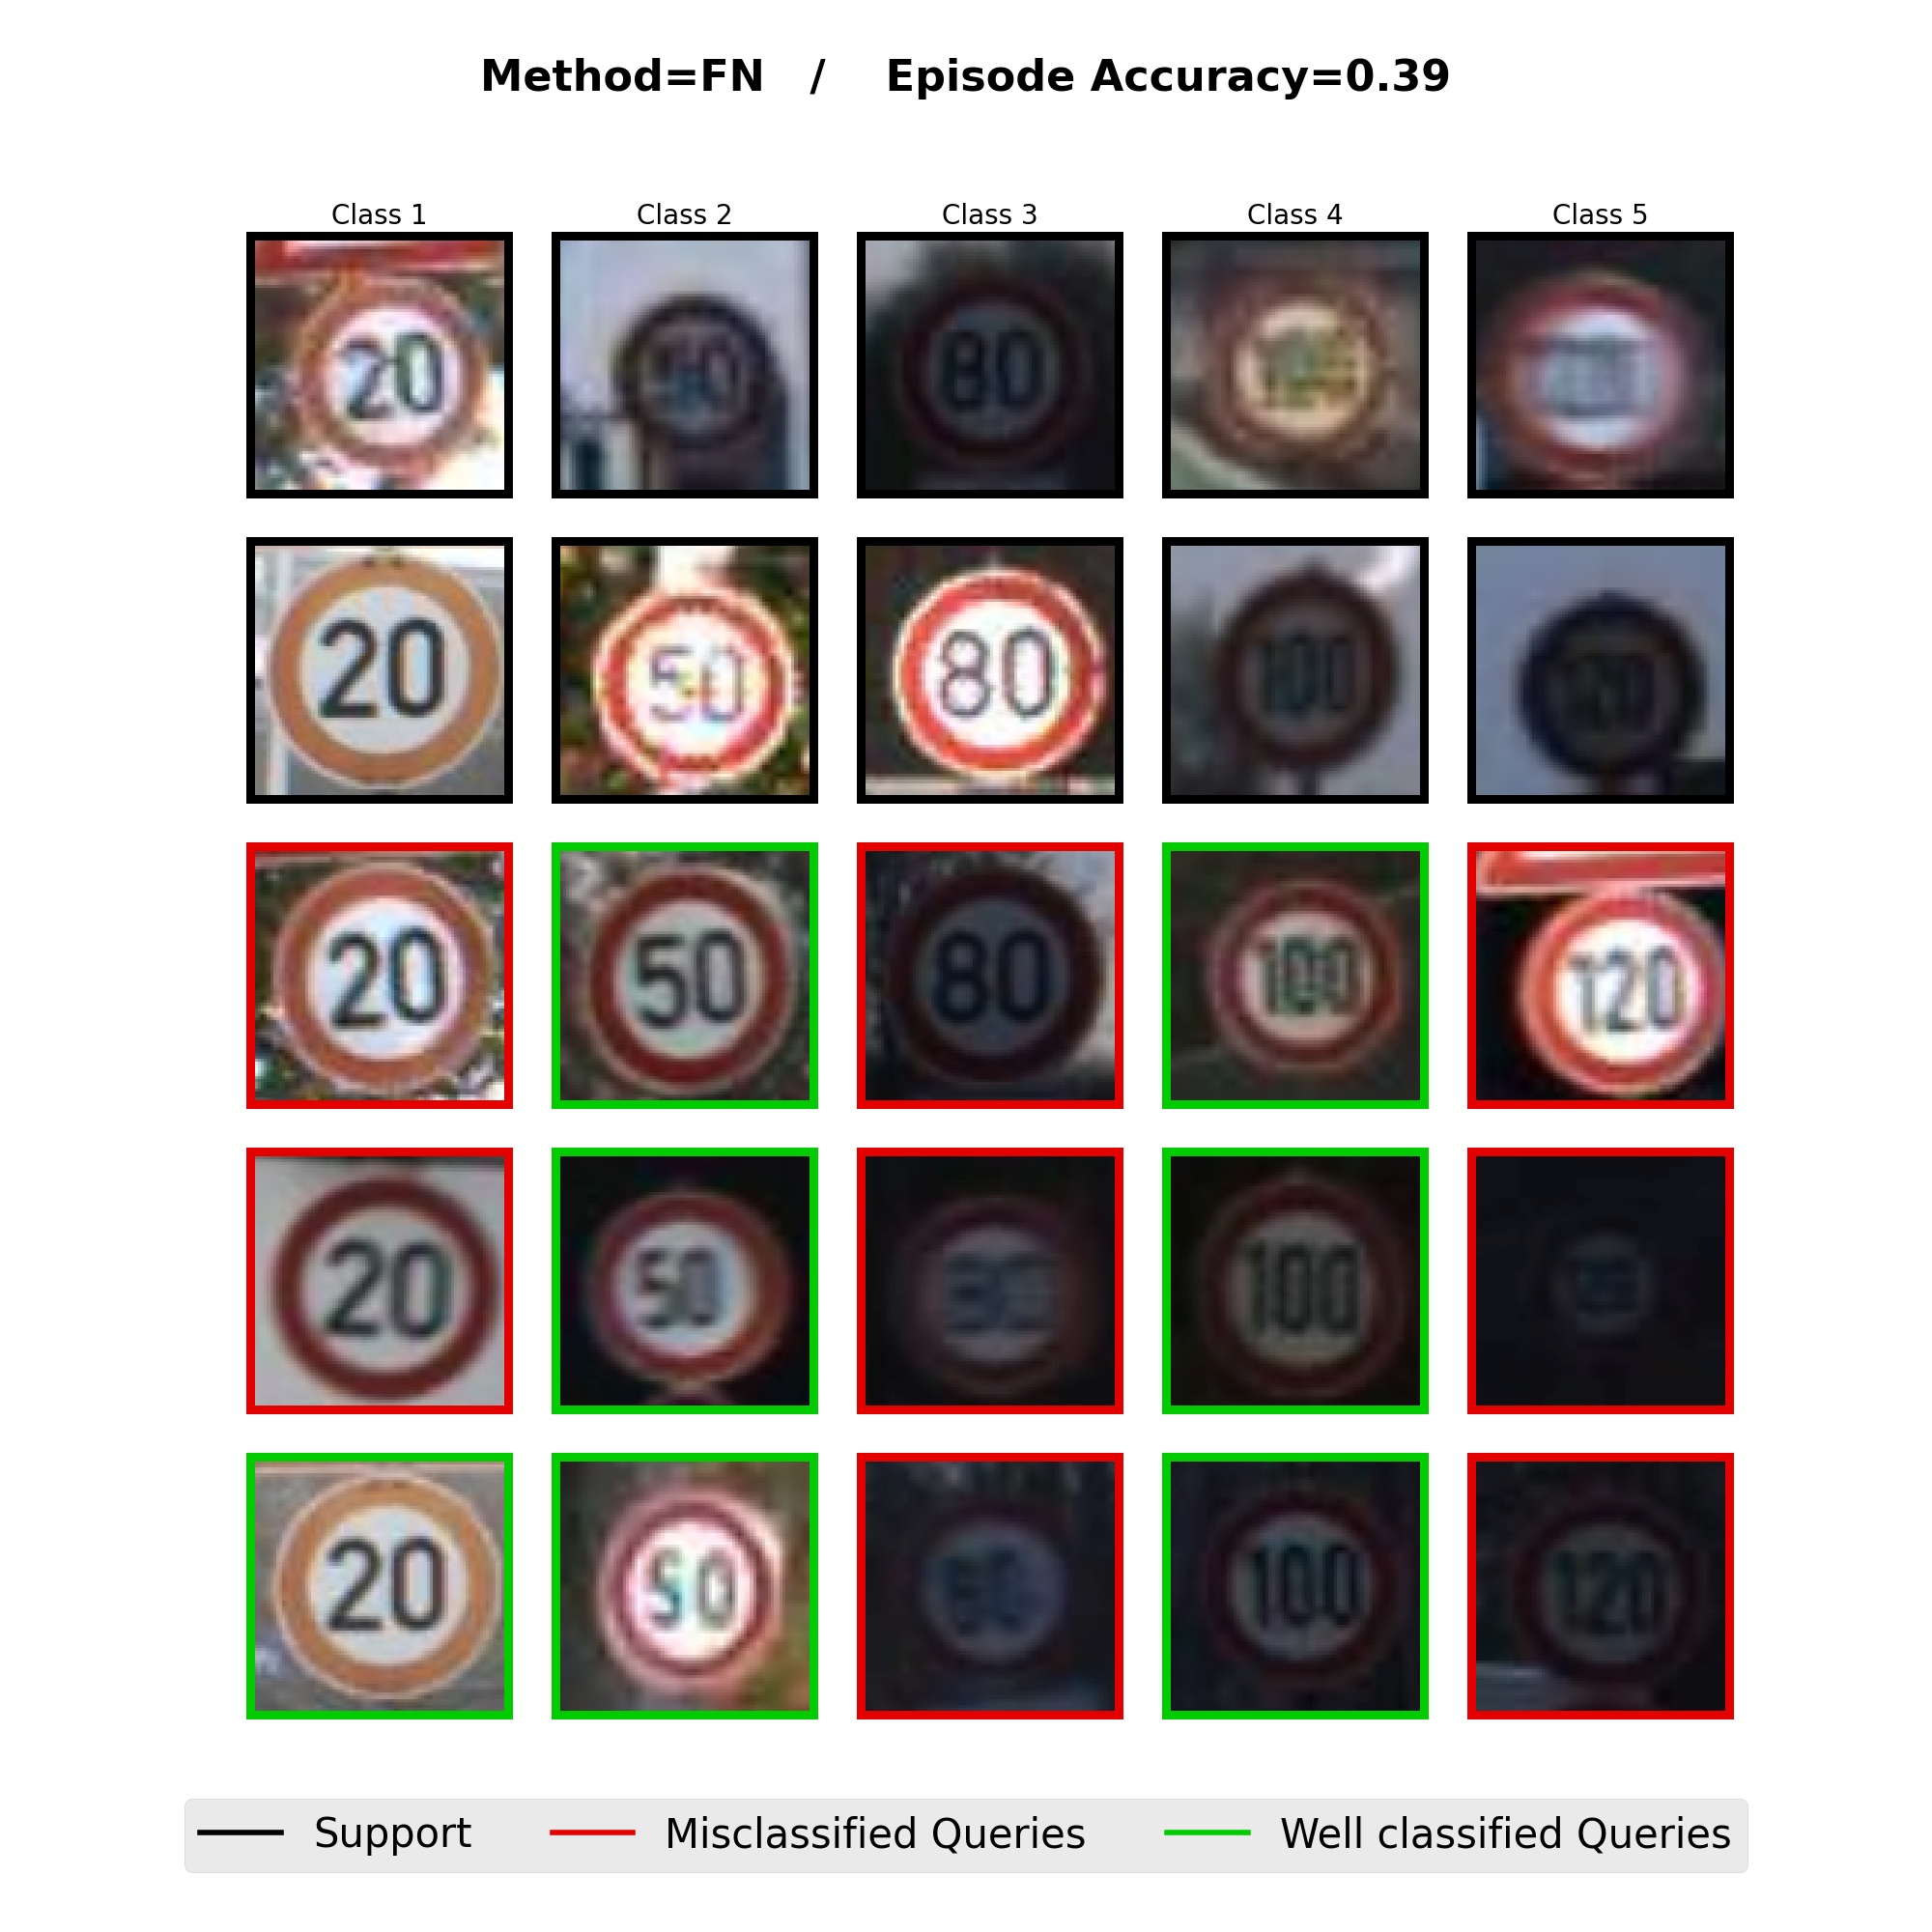 Method=FN / Episode Accuracy=0.39
Class 1 Class 2 Class 3 Class 4 Class 5
20 80
20 50 80 100
20 50 80 100 120
20 50 100
20 50 100 120
Support Misclassified Queries Well classified Queries